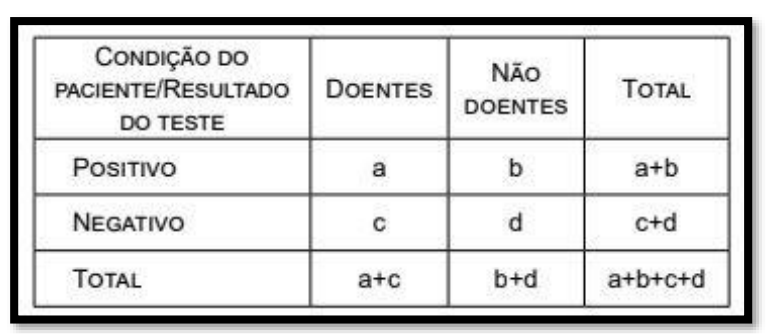 CONDIÇÃO DO
PACIENTE/RESULTADO
DO TESTE
DOENTES
NÃO
DOENTES
TOTAL
POSITIVO
a
b
a+b
NEGATIVO
c
d
c+d
TOTAL
a+c
b+d
a+b+c+d